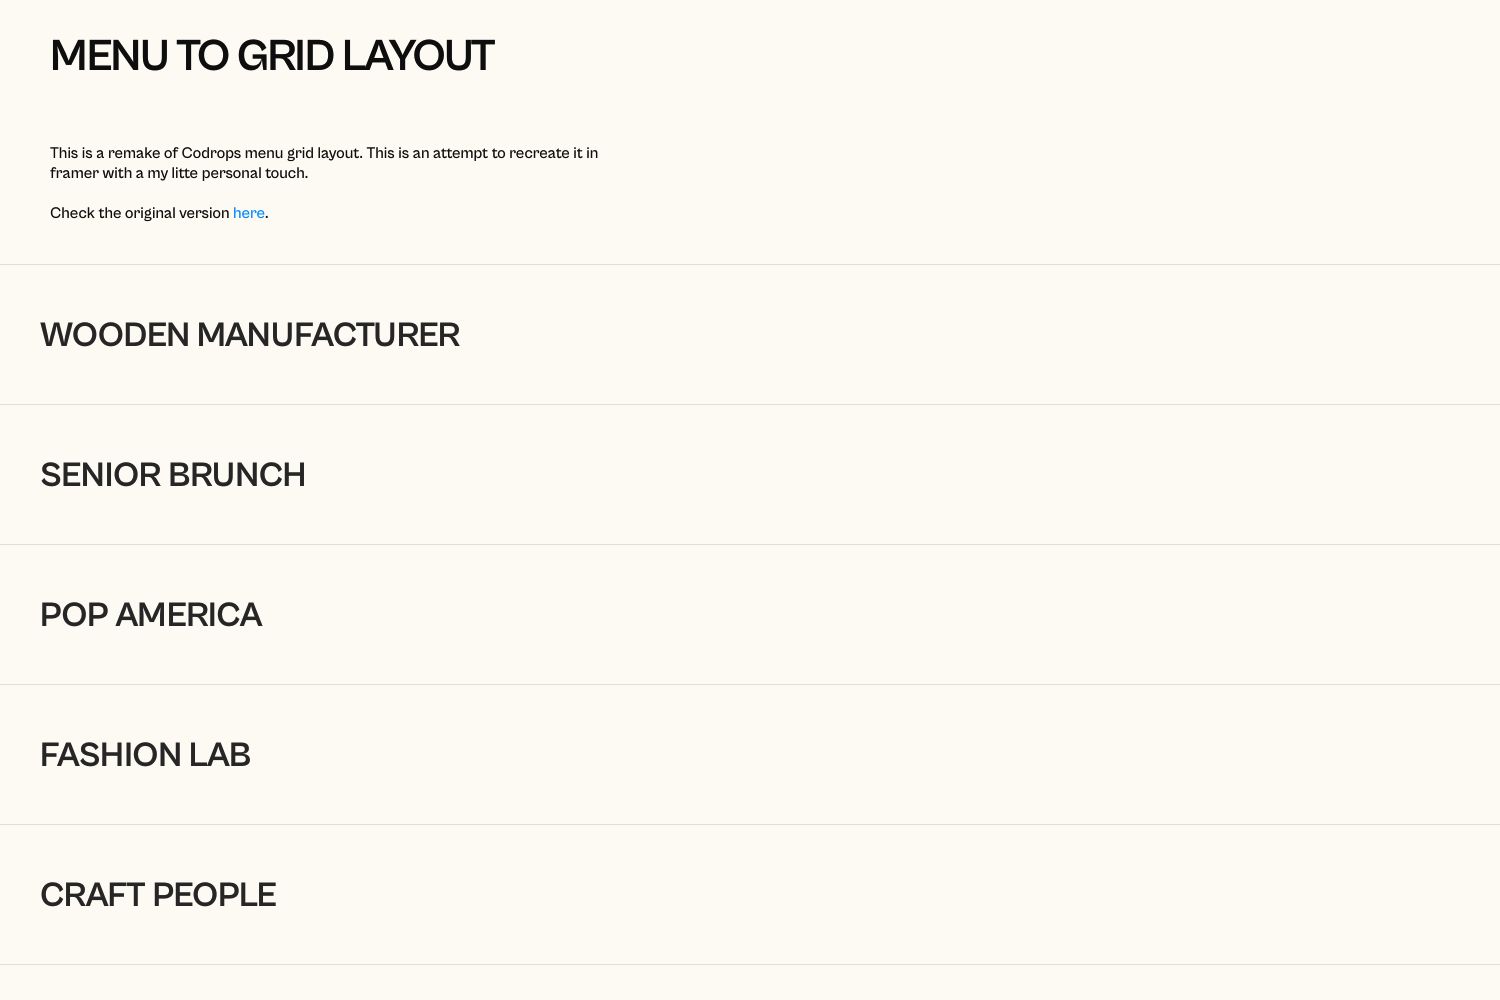 MENU TO GRID LAYOUT
This is a remake of Codrops menu grid layout. This is an attempt to recreate it in
framer with a my litte personal touch.
Check the original version here.
WOODEN MANUFACTURER
SENIOR BRUNCH
POP AMERICA
FASHION LAB
CRAFT PEOPLE